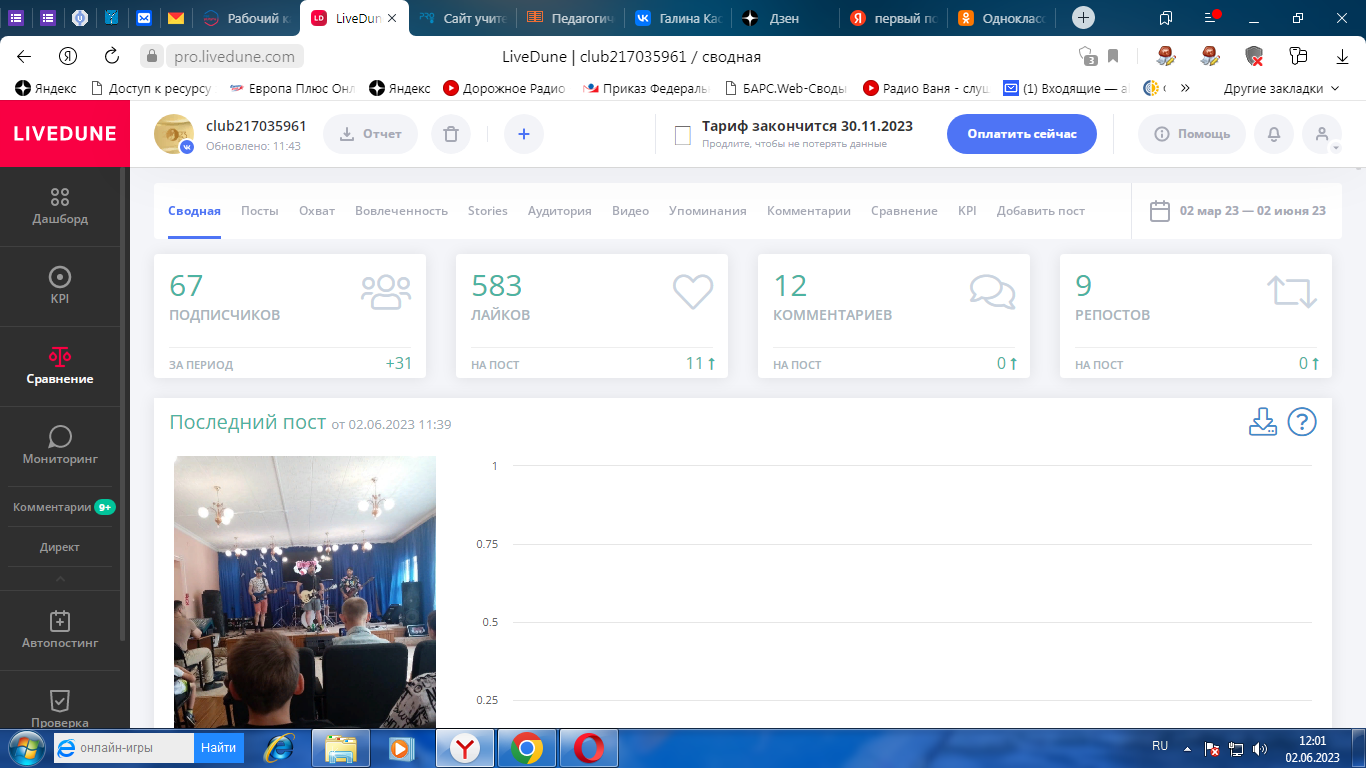 Рабочий к
LD LiveDun
Сайт учите
Педагогич
Галина Кас
Дзен
первый по
Одноклас
pro.livedune.com
3
LiveDune | club217035961 / сводная
Яндекс
Доступ к ресурсу
Европа Плюс Онл
Яндекс
Дорожное Радио
Приказ Федераль
БАРС.Web-Своды
Радио Ваня - слуш
(1) Входящие — a
Другие закладки
LIVEDUNE
club217035961
Обновлено: 11:43
Отчет
Тариф закончится 30.11.2023
Продлите, чтобы не потерять данные
Оплатить сейчас
Помощь
Дашборд
KPI
Сравнение
Мониторинг
Комментарии 9+
Директ
Автопостинг
Проверка
Сводная Посты Охват Вовлеченность Stories Аудитория Видео Упоминания Комментарии Сравнение KPI Добавить пост
02 мар 23 — 02 июня 23
67
ПОДПИСЧИКОВ
ЗА ПЕРИОД +31
583
ЛАЙКОВ
НА ПОСТ 11
12
КОММЕНТАРИЕВ
НА ПОСТ 0
9
РЕПОСТОВ
НА ПОСТ 0
Последний пост от 02.06.2023 11:39
1
0.75
0.5
0.25
онлайн-игры
Найти
RU
12:01
02.06.2023